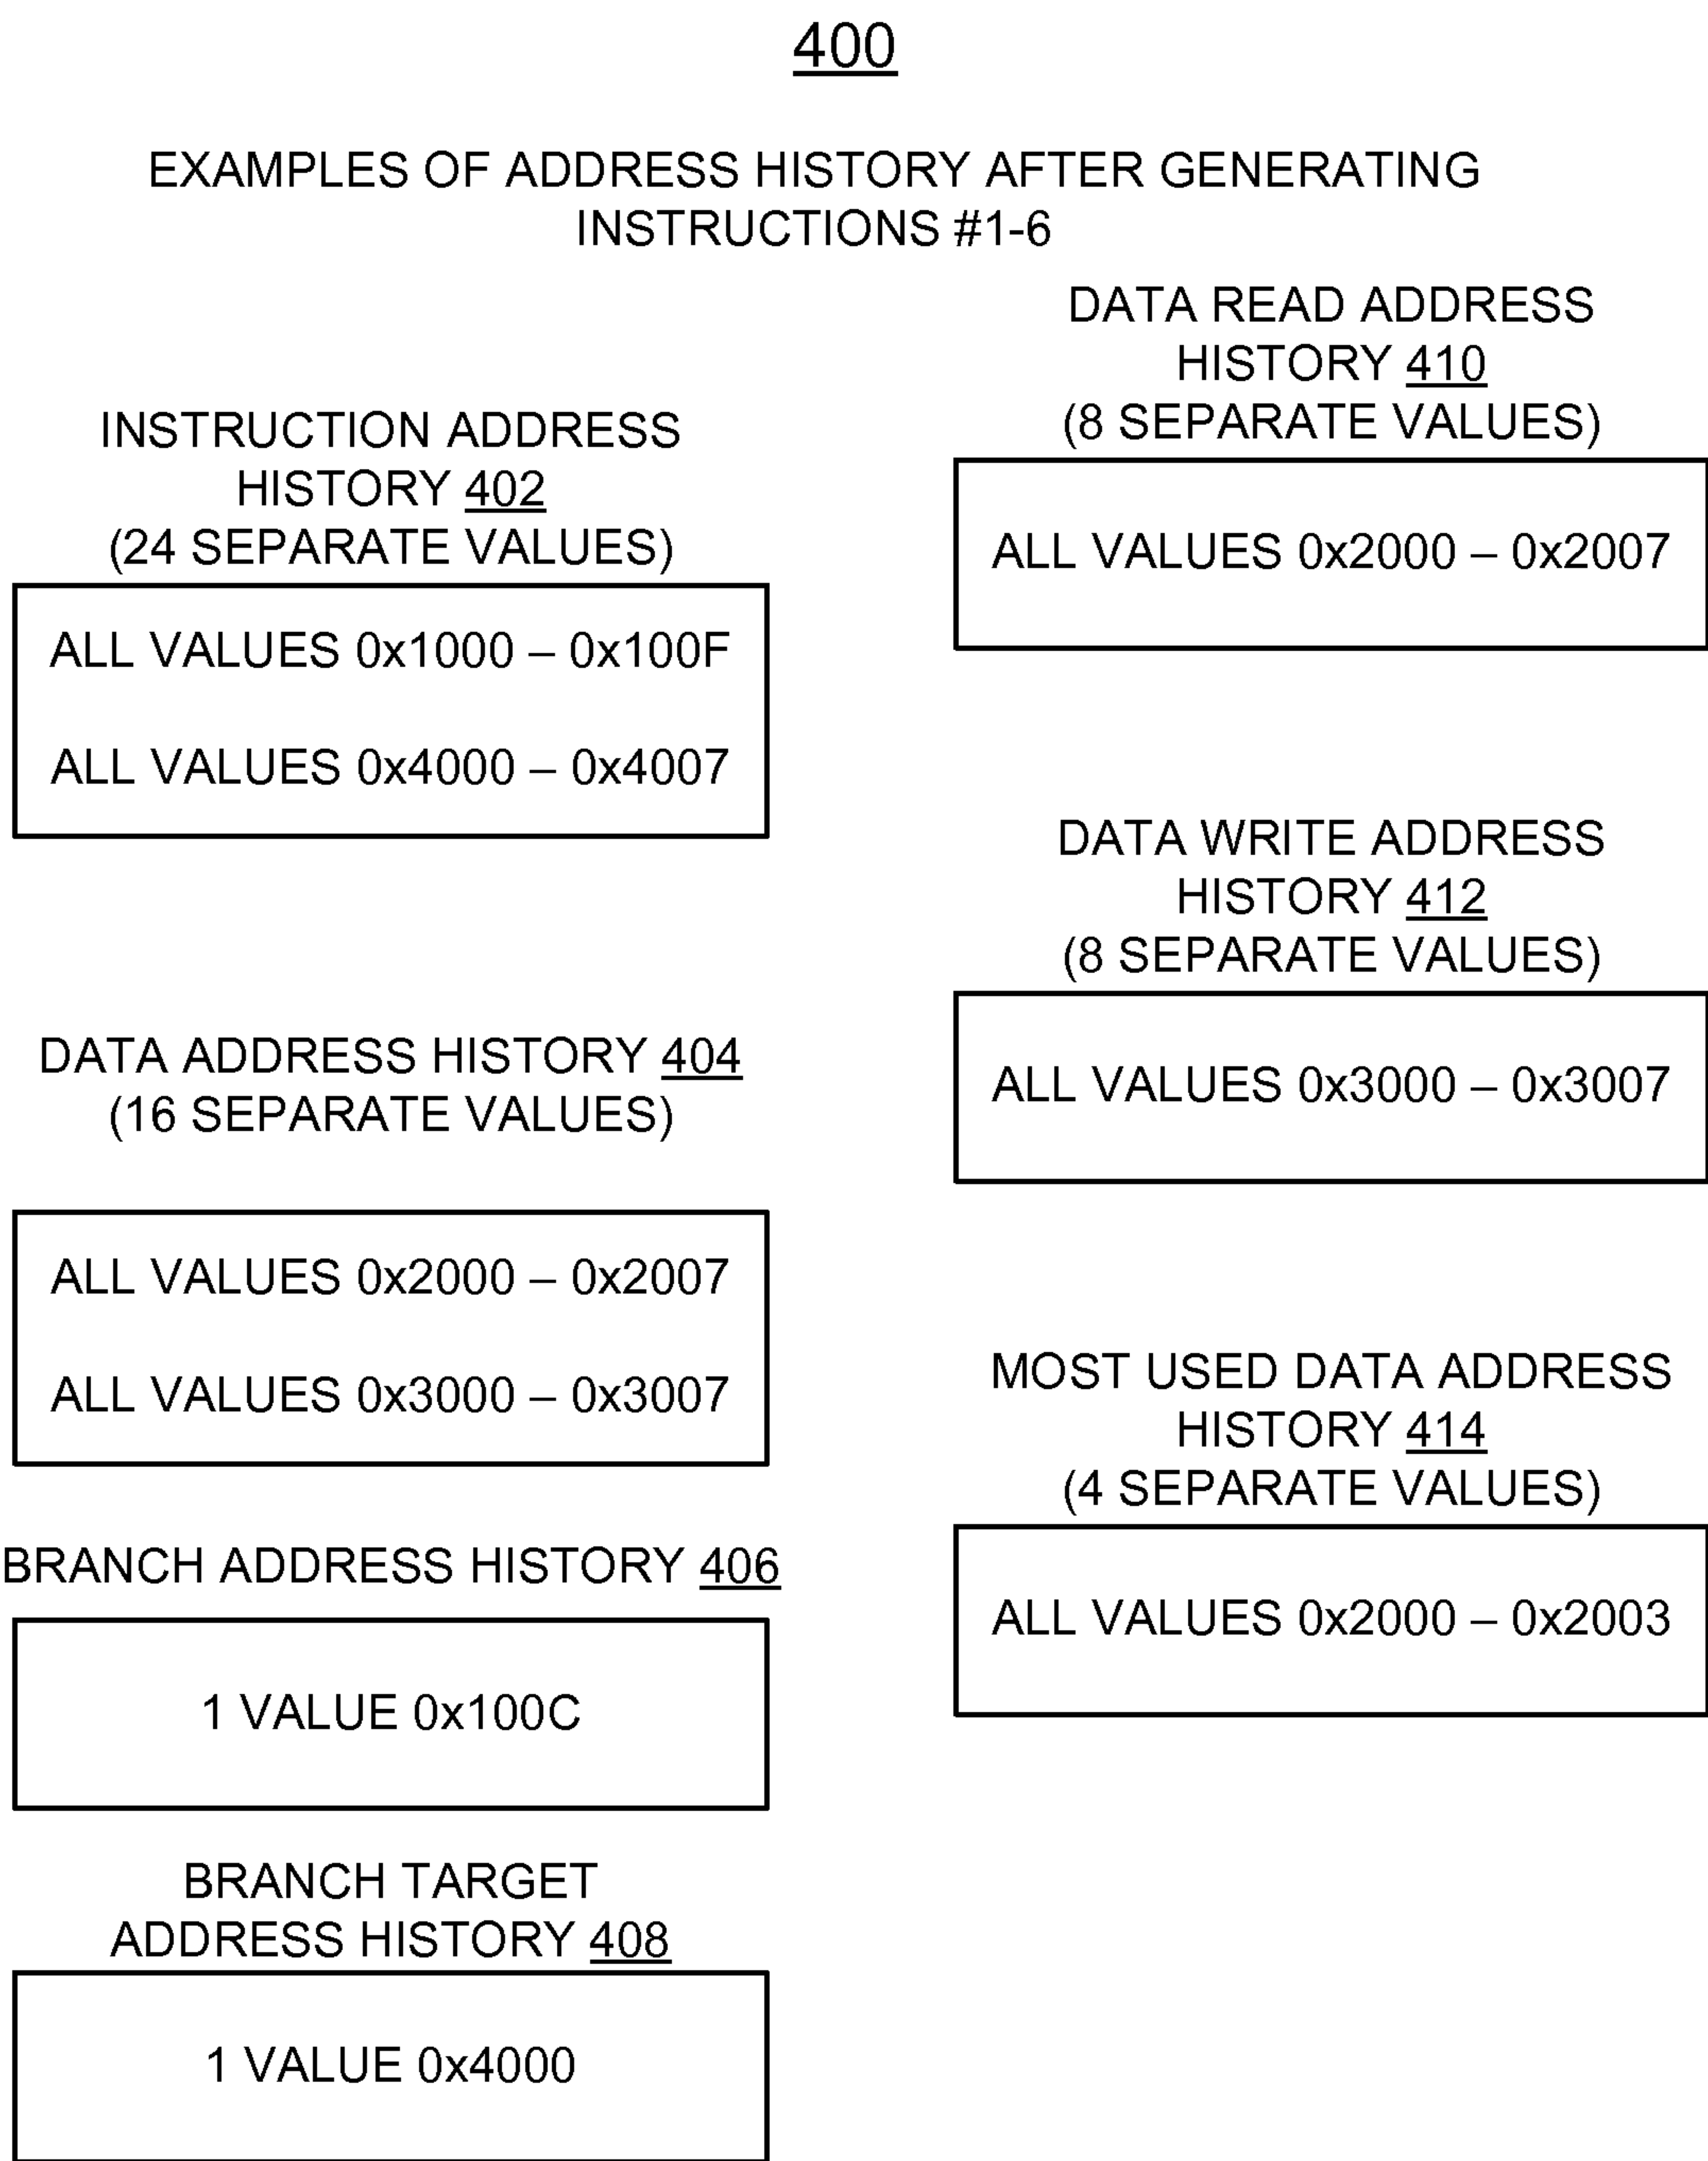 400
EXAMPLES OF ADDRESS HISTORY AFTER GENERATING
INSTRUCTIONS #1-6
INSTRUCTION ADDRESS
HISTORY 402
(24 SEPARATE VALUES)
ALL VALUES 0x1000 – 0x100F
ALL VALUES 0x4000 – 0x4007
DATA ADDRESS HISTORY 404
(16 SEPARATE VALUES)
ALL VALUES 0x2000 – 0x2007
ALL VALUES 0x3000 – 0x3007
BRANCH ADDRESS HISTORY 406
1 VALUE 0x100C
BRANCH TARGET
ADDRESS HISTORY 408
1 VALUE 0x4000
DATA READ ADDRESS
HISTORY 410
(8 SEPARATE VALUES)
ALL VALUES 0x2000 – 0x2007
DATA WRITE ADDRESS
HISTORY 412
(8 SEPARATE VALUES)
ALL VALUES 0x3000 – 0x3007
MOST USED DATA ADDRESS
HISTORY 414
(4 SEPARATE VALUES)
ALL VALUES 0x2000 – 0x2003